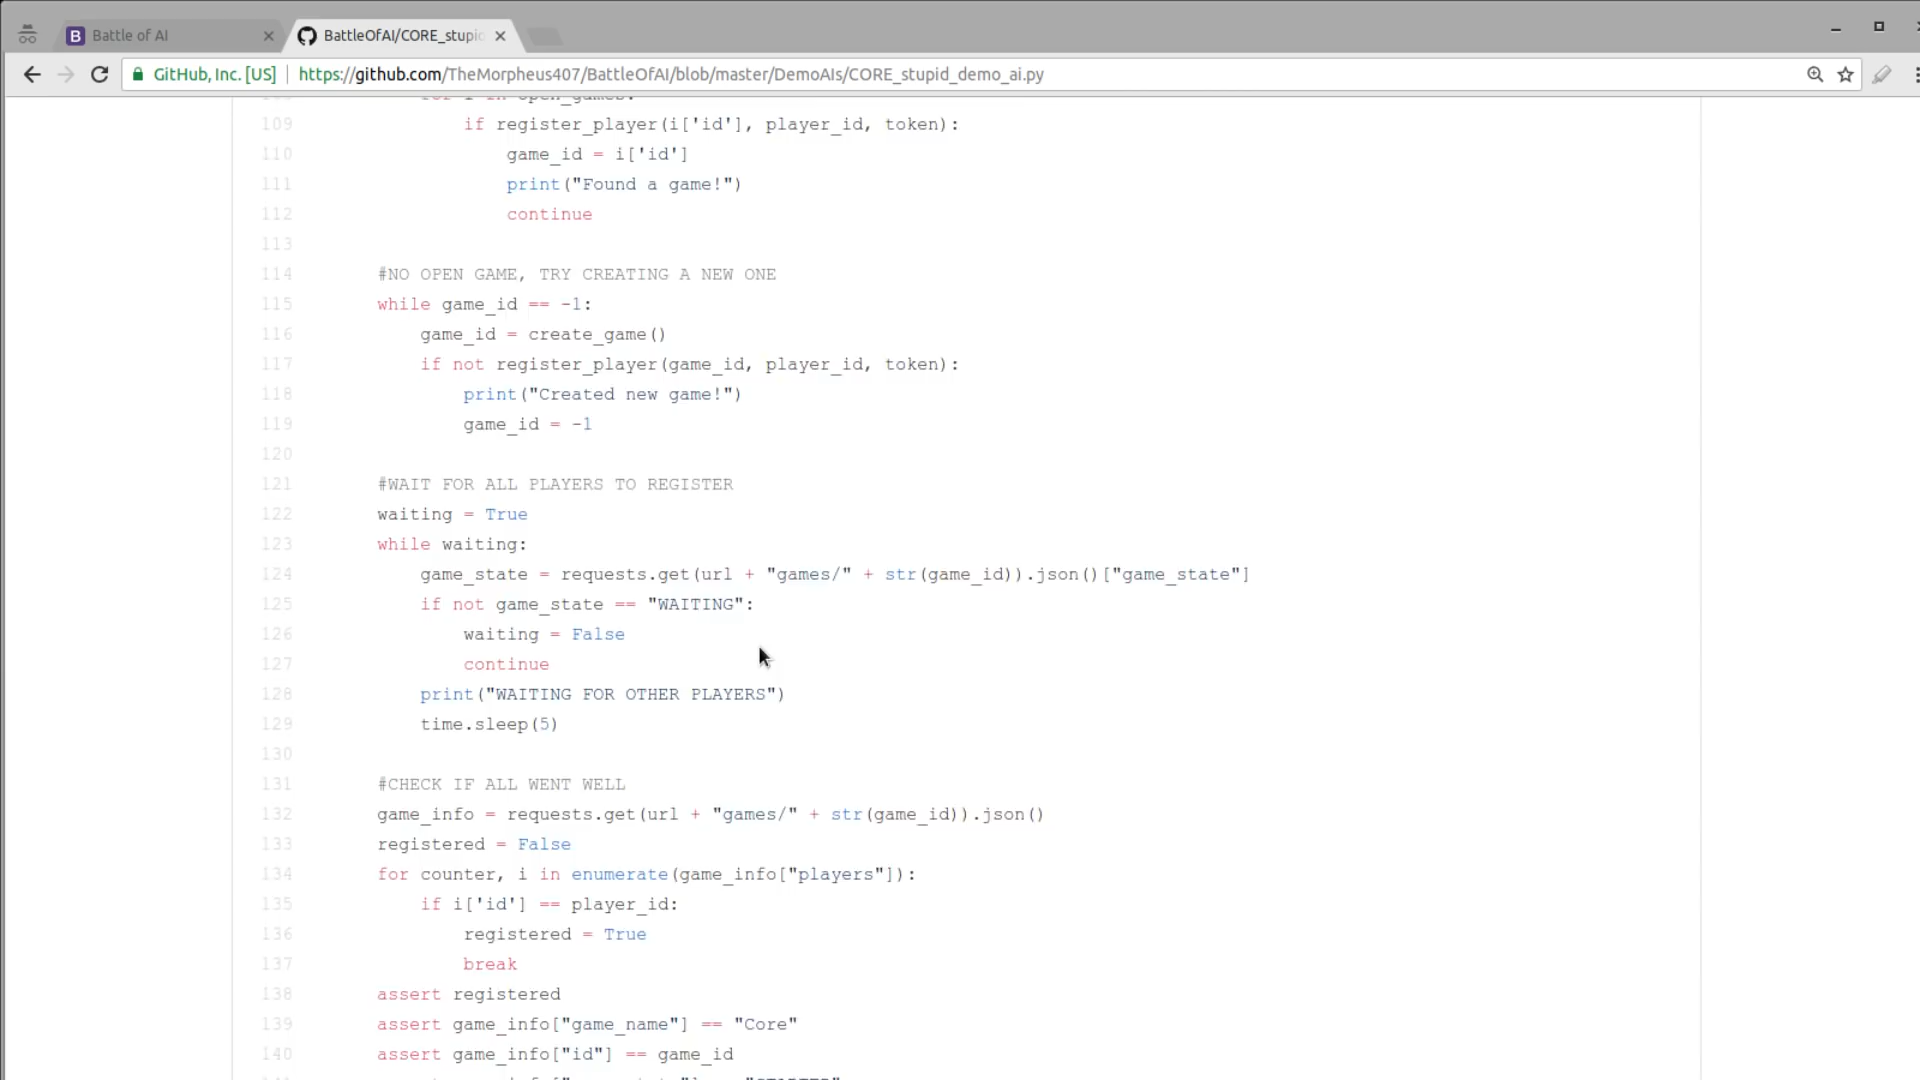 Battle of AI
BattleOfAI/CORE_stupid
GitHub, Inc. [US]
https://github.com/TheMorpheus407/BattleOfAI/blob/master/DemoAIs/CORE_stupid_demo_ai.py
109 if register_player(i['id'], player_id, token):
110 game_id = i['id']
111 print("Found a game!")
112 continue
113
114 #NO OPEN GAME, TRY CREATING A NEW ONE
115 while game_id == -1:
116 game_id = create_game()
117 if not register_player(game_id, player_id, token):
118 print("Created new game!")
119 game_id = -1
120
121 #WAIT FOR ALL PLAYERS TO REGISTER
122 waiting = True
123 while waiting:
124 game_state = requests.get(url + "games/" + str(game_id)).json()["game_state"]
125 if not game_state == "WAITING":
126 waiting = False
127 continue
128 print("WAITING FOR OTHER PLAYERS")
129 time.sleep(5)
130
131 #CHECK IF ALL WENT WELL
132 game_info = requests.get(url + "games/" + str(game_id)).json()
133 registered = False
134 for counter, i in enumerate(game_info["players"]):
135 if i['id'] == player_id:
136 registered = True
137 break
138 assert registered
139 assert game_info["game_name"] == "Core"
140 assert game_info["id"] == game_id